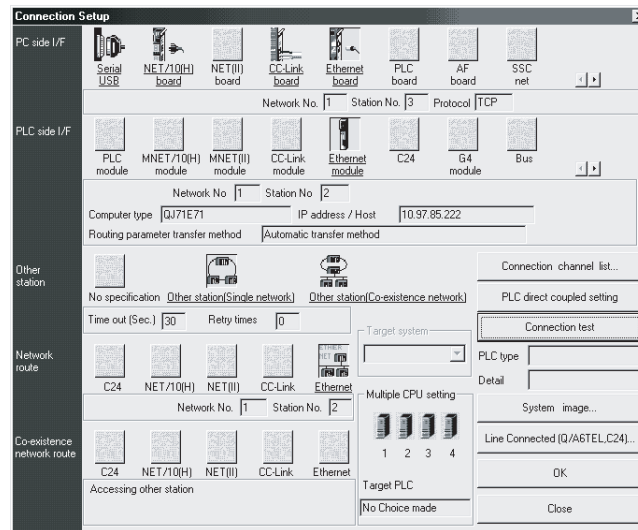 Connection Setup
PC side I/F
Serial USB
NET/10(H) board
NET(II) board
CC-Link board
Ethernet board
PLC board
AF board
SSC net
Network No. 1 Station No. 3 Protocol TCP
PLC side I/F
PLC module
MNET/10(H) module
MNET(II) module
CC-Link module
Ethernet module
C24
G4 module
Bus
Network No 1 Station No 2
Computer type QJ71E71 IP address / Host 10.97.85.222
Routing parameter transfer method Automatic transfer method
Other station
No specification
Other station(Single network)
Other station(Co-existence network)
Time out (Sec.) 30 Retry times 0
Connection channel list...
PLC direct coupled setting
Connection test
PLC type
Detail
Target system
Network route
C24
NET/10(H)
NET(II)
CC-Link
ETHER NET
Ethernet
Network No. 1 Station No. 2
Multiple CPU setting
1 2 3 4
Target PLC
No Choice made
System image...
Line Connected (Q/A6TEL,C24)...
OK
Close
Co-existence network route
C24
NET/10(H)
NET(II)
CC-Link
Ethernet
Accessing other station